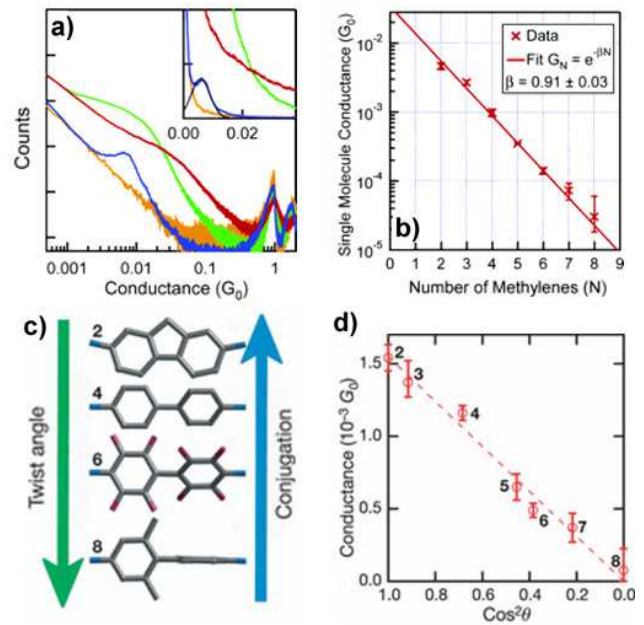 a)
Counts
0.00
0.02
0.001
0.01
0.1
1
Conductance (G0)
b)
Single Molecule Conductance (G0)
10-2
10-3
10-4
10-5
Data
Fit GN = e-βN
β = 0.91 ± 0.03
0 1 2 3 4 5 6 7 8 9
Number of Methylenes (N)
c)
Twist angle
2
4
6
8
Conjugation
d)
Conductance (10–3 G0)
1.5
1.0
0.5
0.0
2
3
4
5
6
7
8
1.0 0.8 0.6 0.4 0.2 0.0
Cos2θ